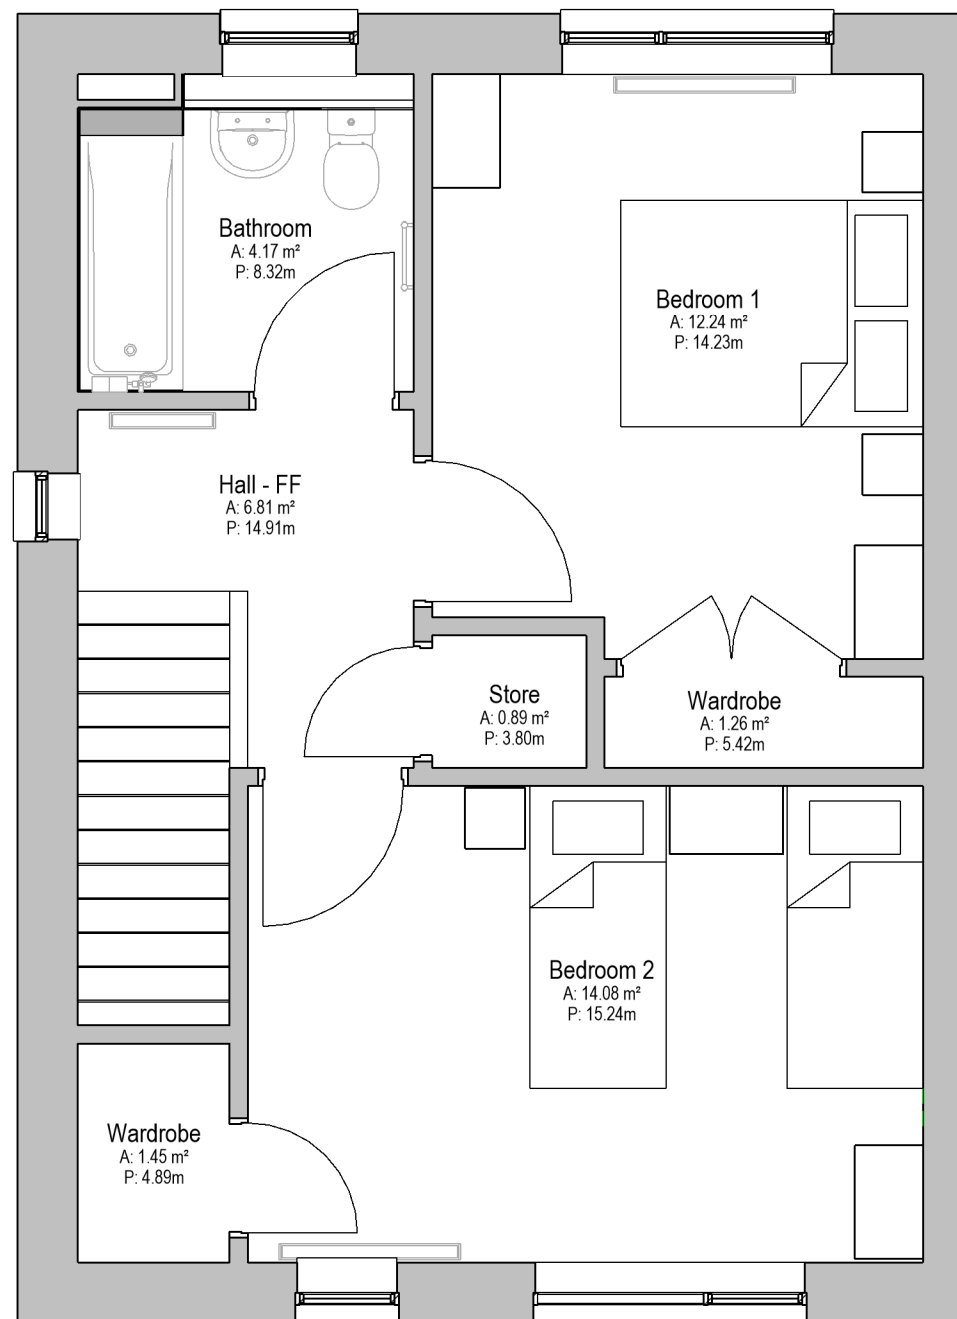 Bathroom
A: 4.17 m²
P: 8.32m
Bedroom 1
A: 12.24 m²
P: 14.23m
Hall - FF
A: 6.81 m²
P: 14.91m
Store
A: 0.89 m²
P: 3.80m
Wardrobe
A: 1.26 m²
P: 5.42m
Bedroom 2
A: 14.08 m²
P: 15.24m
Wardrobe
A: 1.45 m²
P: 4.89m